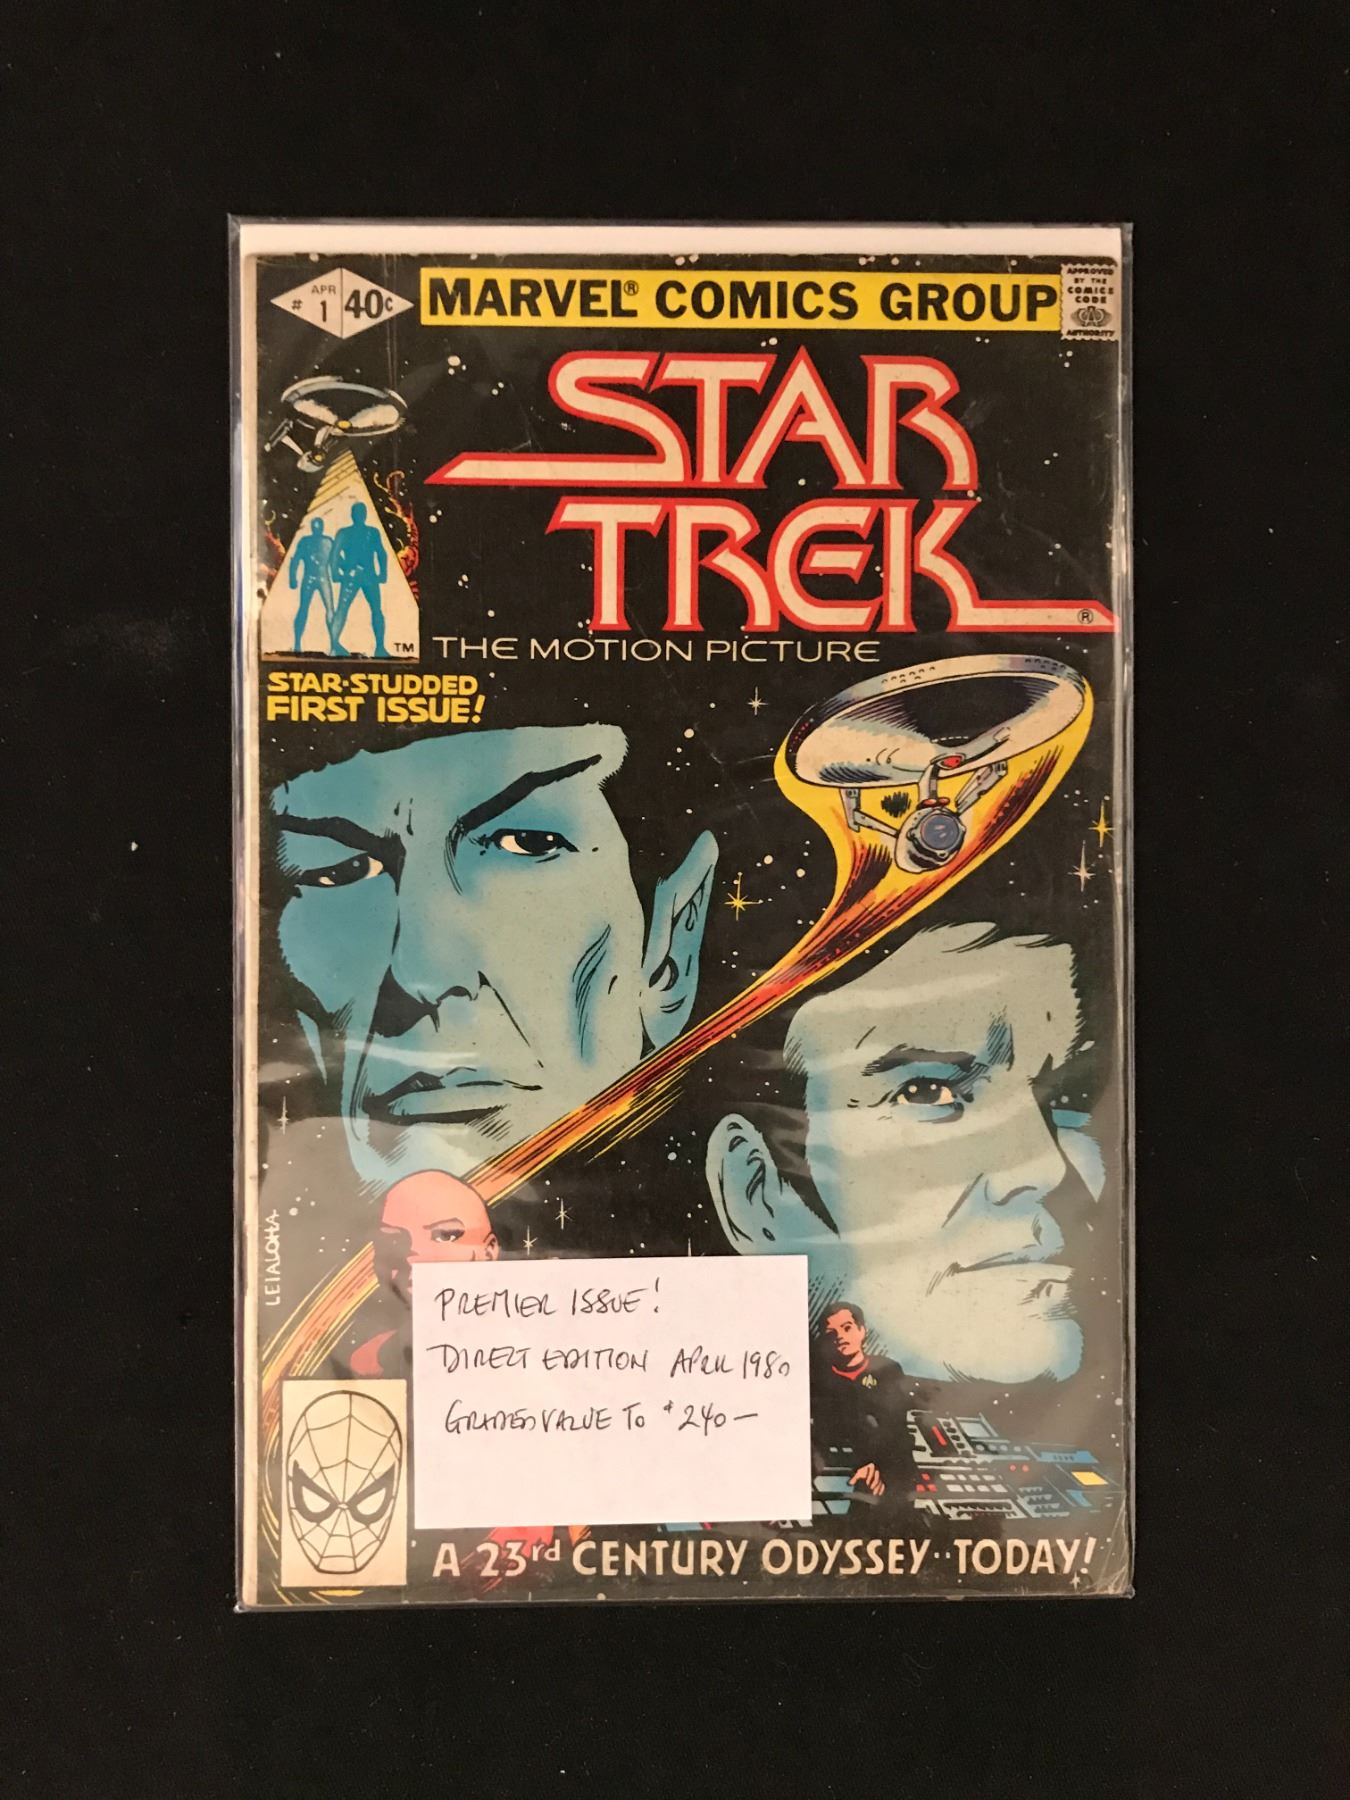 APR
# 1 40¢
MARVEL® COMICS GROUP
APPROVED
BY THE
COMICS
CODE
AUTHORITY
STAR
TREK®
THE MOTION PICTURE
TM
STAR-STUDDED
FIRST ISSUE!
LEIALOHA
PREMIER ISSUE!
DIRECT EDITION APRIL 1980
GRADED VALUE TO $240-
A 23rd CENTURY ODYSSEY..TODAY!